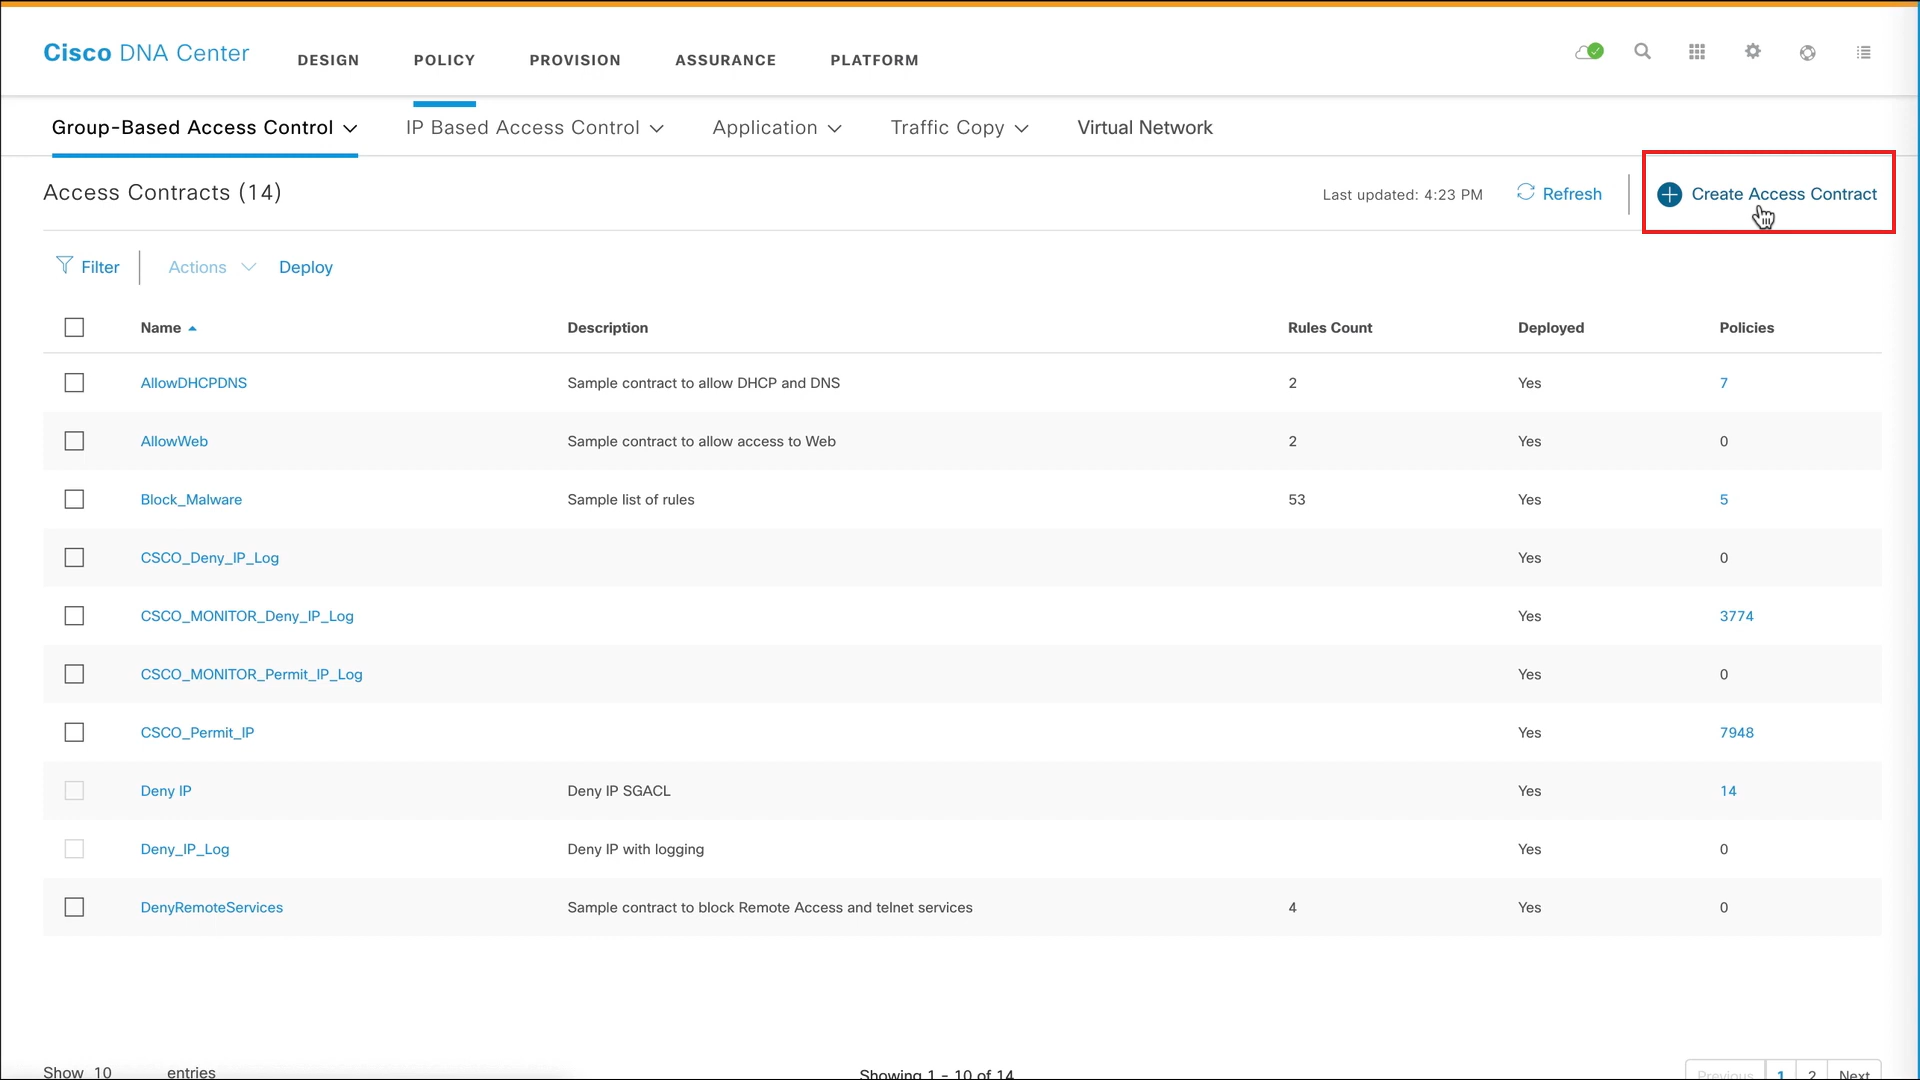 Cisco DNA Center DESIGN POLICY PROVISION ASSURANCE PLATFORM
Group-Based Access Control IP Based Access Control Application Traffic Copy Virtual Network
Access Contracts (14) Last updated: 4:23 PM Refresh Create Access Contract
Filter Actions Deploy
Name Description Rules Count Deployed Policies
AllowDHCPDNS Sample contract to allow DHCP and DNS 2 Yes 7
AllowWeb Sample contract to allow access to Web 2 Yes 0
Block_Malware Sample list of rules 53 Yes 5
CSCO_Deny_IP_Log Yes 0
CSCO_MONITOR_Deny_IP_Log Yes 3774
CSCO_MONITOR_Permit_IP_Log Yes 0
CSCO_Permit_IP Yes 7948
Deny IP Deny IP SGACL Yes 14
Deny_IP_Log Deny IP with logging Yes 0
DenyRemoteServices Sample contract to block Remote Access and telnet services 4 Yes 0
Show 10 entries Showing 1 - 10 of 14 Previous 1 2 Next